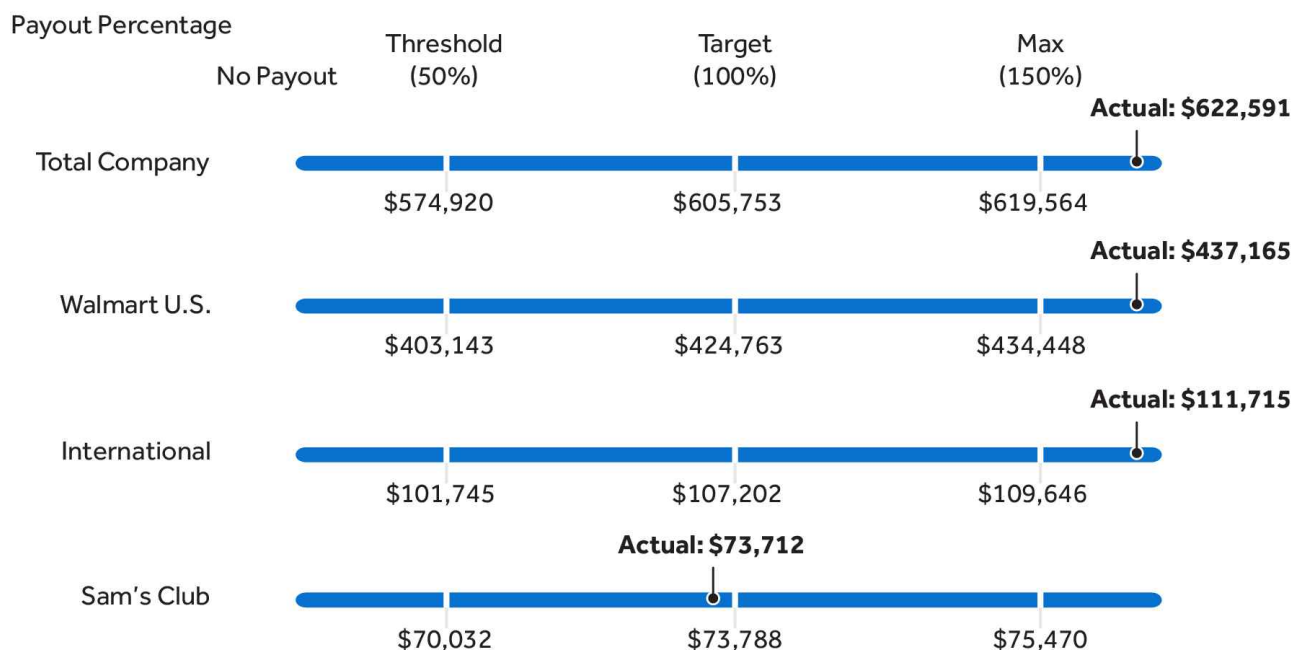 Payout Percentage
No Payout
Threshold
(50%)
Target
(100%)
Max
(150%)
Actual: $622,591
Total Company
$574,920 $605,753 $619,564
Actual: $437,165
Walmart U.S.
$403,143 $424,763 $434,448
Actual: $111,715
International
$101,745 $107,202 $109,646
Actual: $73,712
Sam's Club
$70,032 $73,788 $75,470